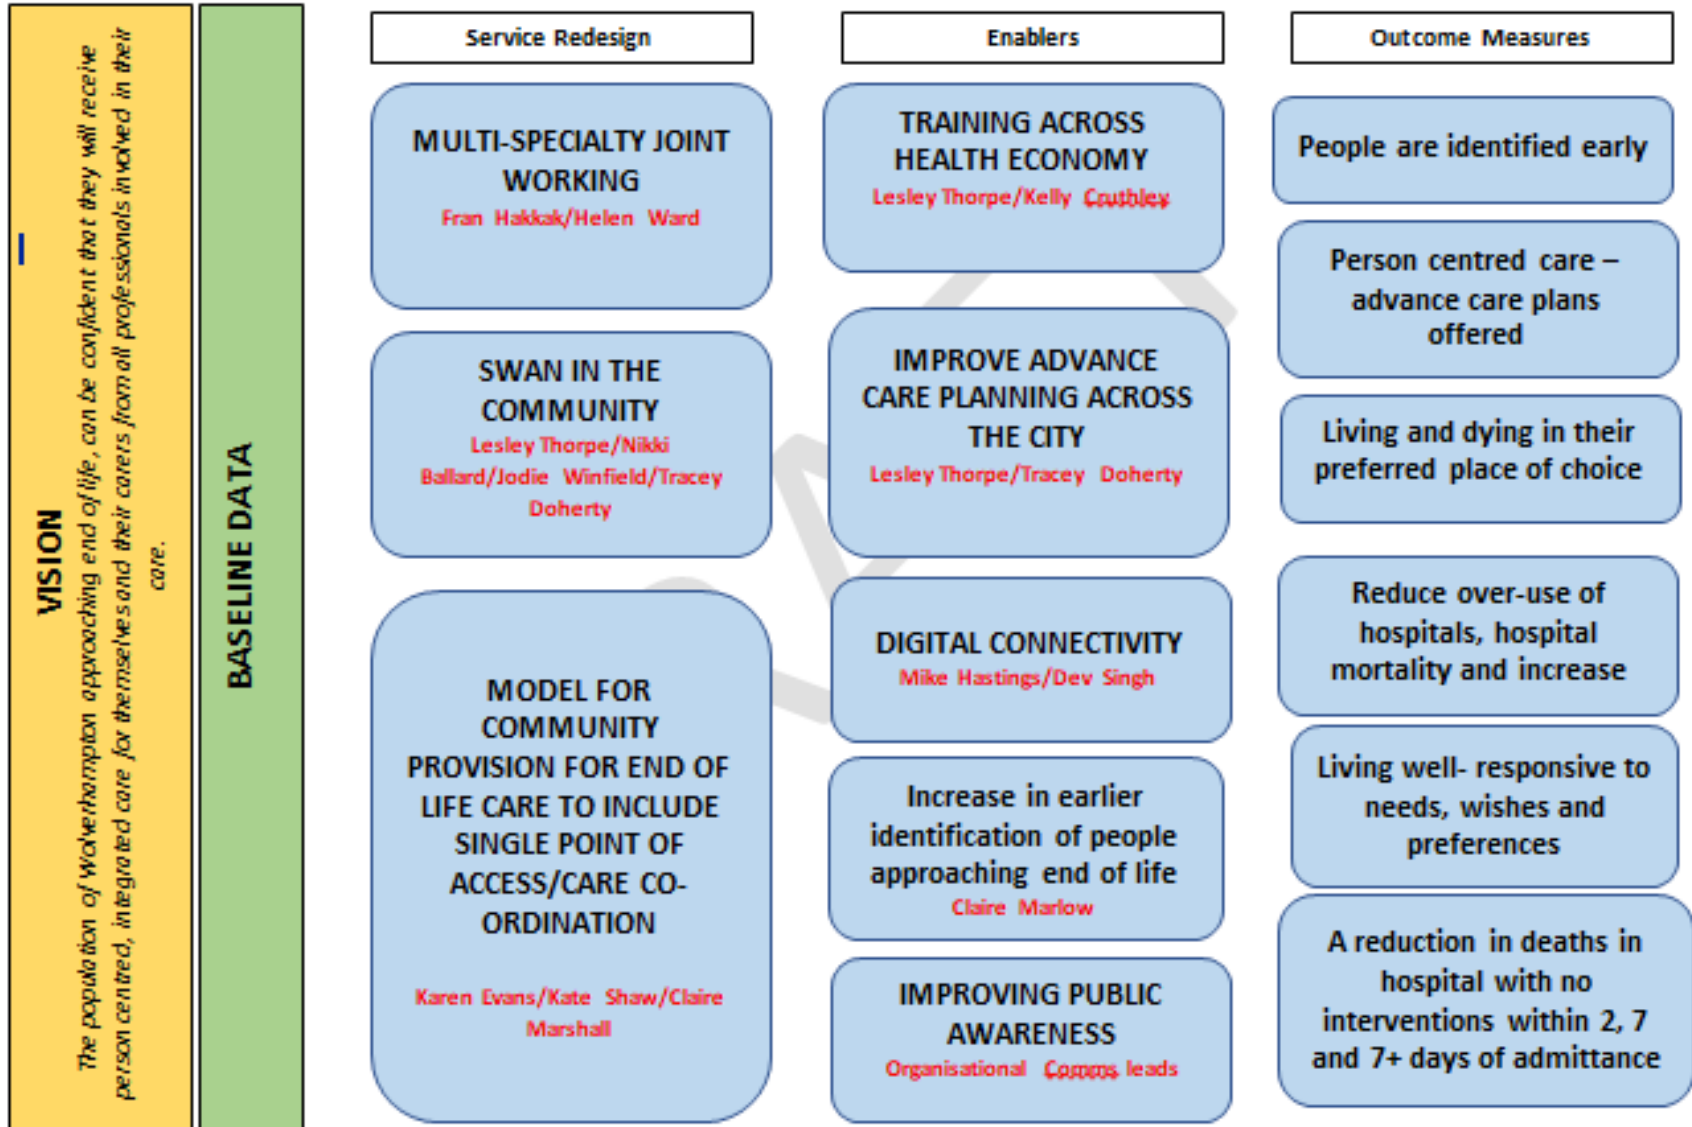 VISION
The population of Wolverhampton approaching end of life, can be confident that they will receive
person centred, integrated care for themselves and their carers from all professionals involved in their
care.
BASELINE DATA
Service Redesign
MULTI-SPECIALTY JOINT
WORKING
Fran Hakkak/Helen Ward
SWAN IN THE
COMMUNITY
Lesley Thorpe/Nikki
Ballard/Jodie Winfield/Tracey
Doherty
MODEL FOR
COMMUNITY
PROVISION FOR END OF
LIFE CARE TO INCLUDE
SINGLE POINT OF
ACCESS/CARE CO-
ORDINATION
Karen Evans/Kate Shaw/Claire
Marshall
Enablers
TRAINING ACROSS
HEALTH ECONOMY
Lesley Thorpe/Kelly Cruthley
IMPROVE ADVANCE
CARE PLANNING ACROSS
THE CITY
Lesley Thorpe/Tracey Doherty
DIGITAL CONNECTIVITY
Mike Hastings/Dev Singh
Increase in earlier
identification of people
approaching end of life
Claire Marlow
IMPROVING PUBLIC
AWARENESS
Organisational Comms leads
Outcome Measures
People are identified early
Person centred care –
advance care plans
offered
Living and dying in their
preferred place of choice
Reduce over-use of
hospitals, hospital
mortality and increase
Living well- responsive to
needs, wishes and
preferences
A reduction in deaths in
hospital with no
interventions within 2, 7
and 7+ days of admittance